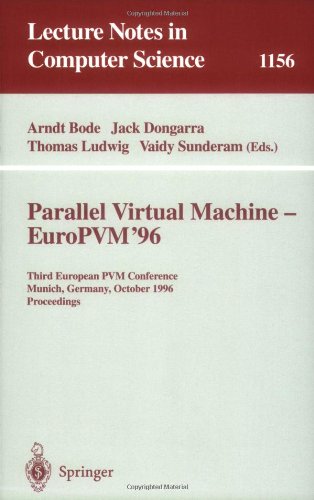 Lecture Notes in
Computer Science 1156
Arndt Bode Jack Dongarra
Thomas Ludwig Vaidy Sunderam (Eds.)
Parallel Virtual Machine –
EuroPVM'96
Third European PVM Conference
Munich, Germany, October 1996
Proceedings
Springer